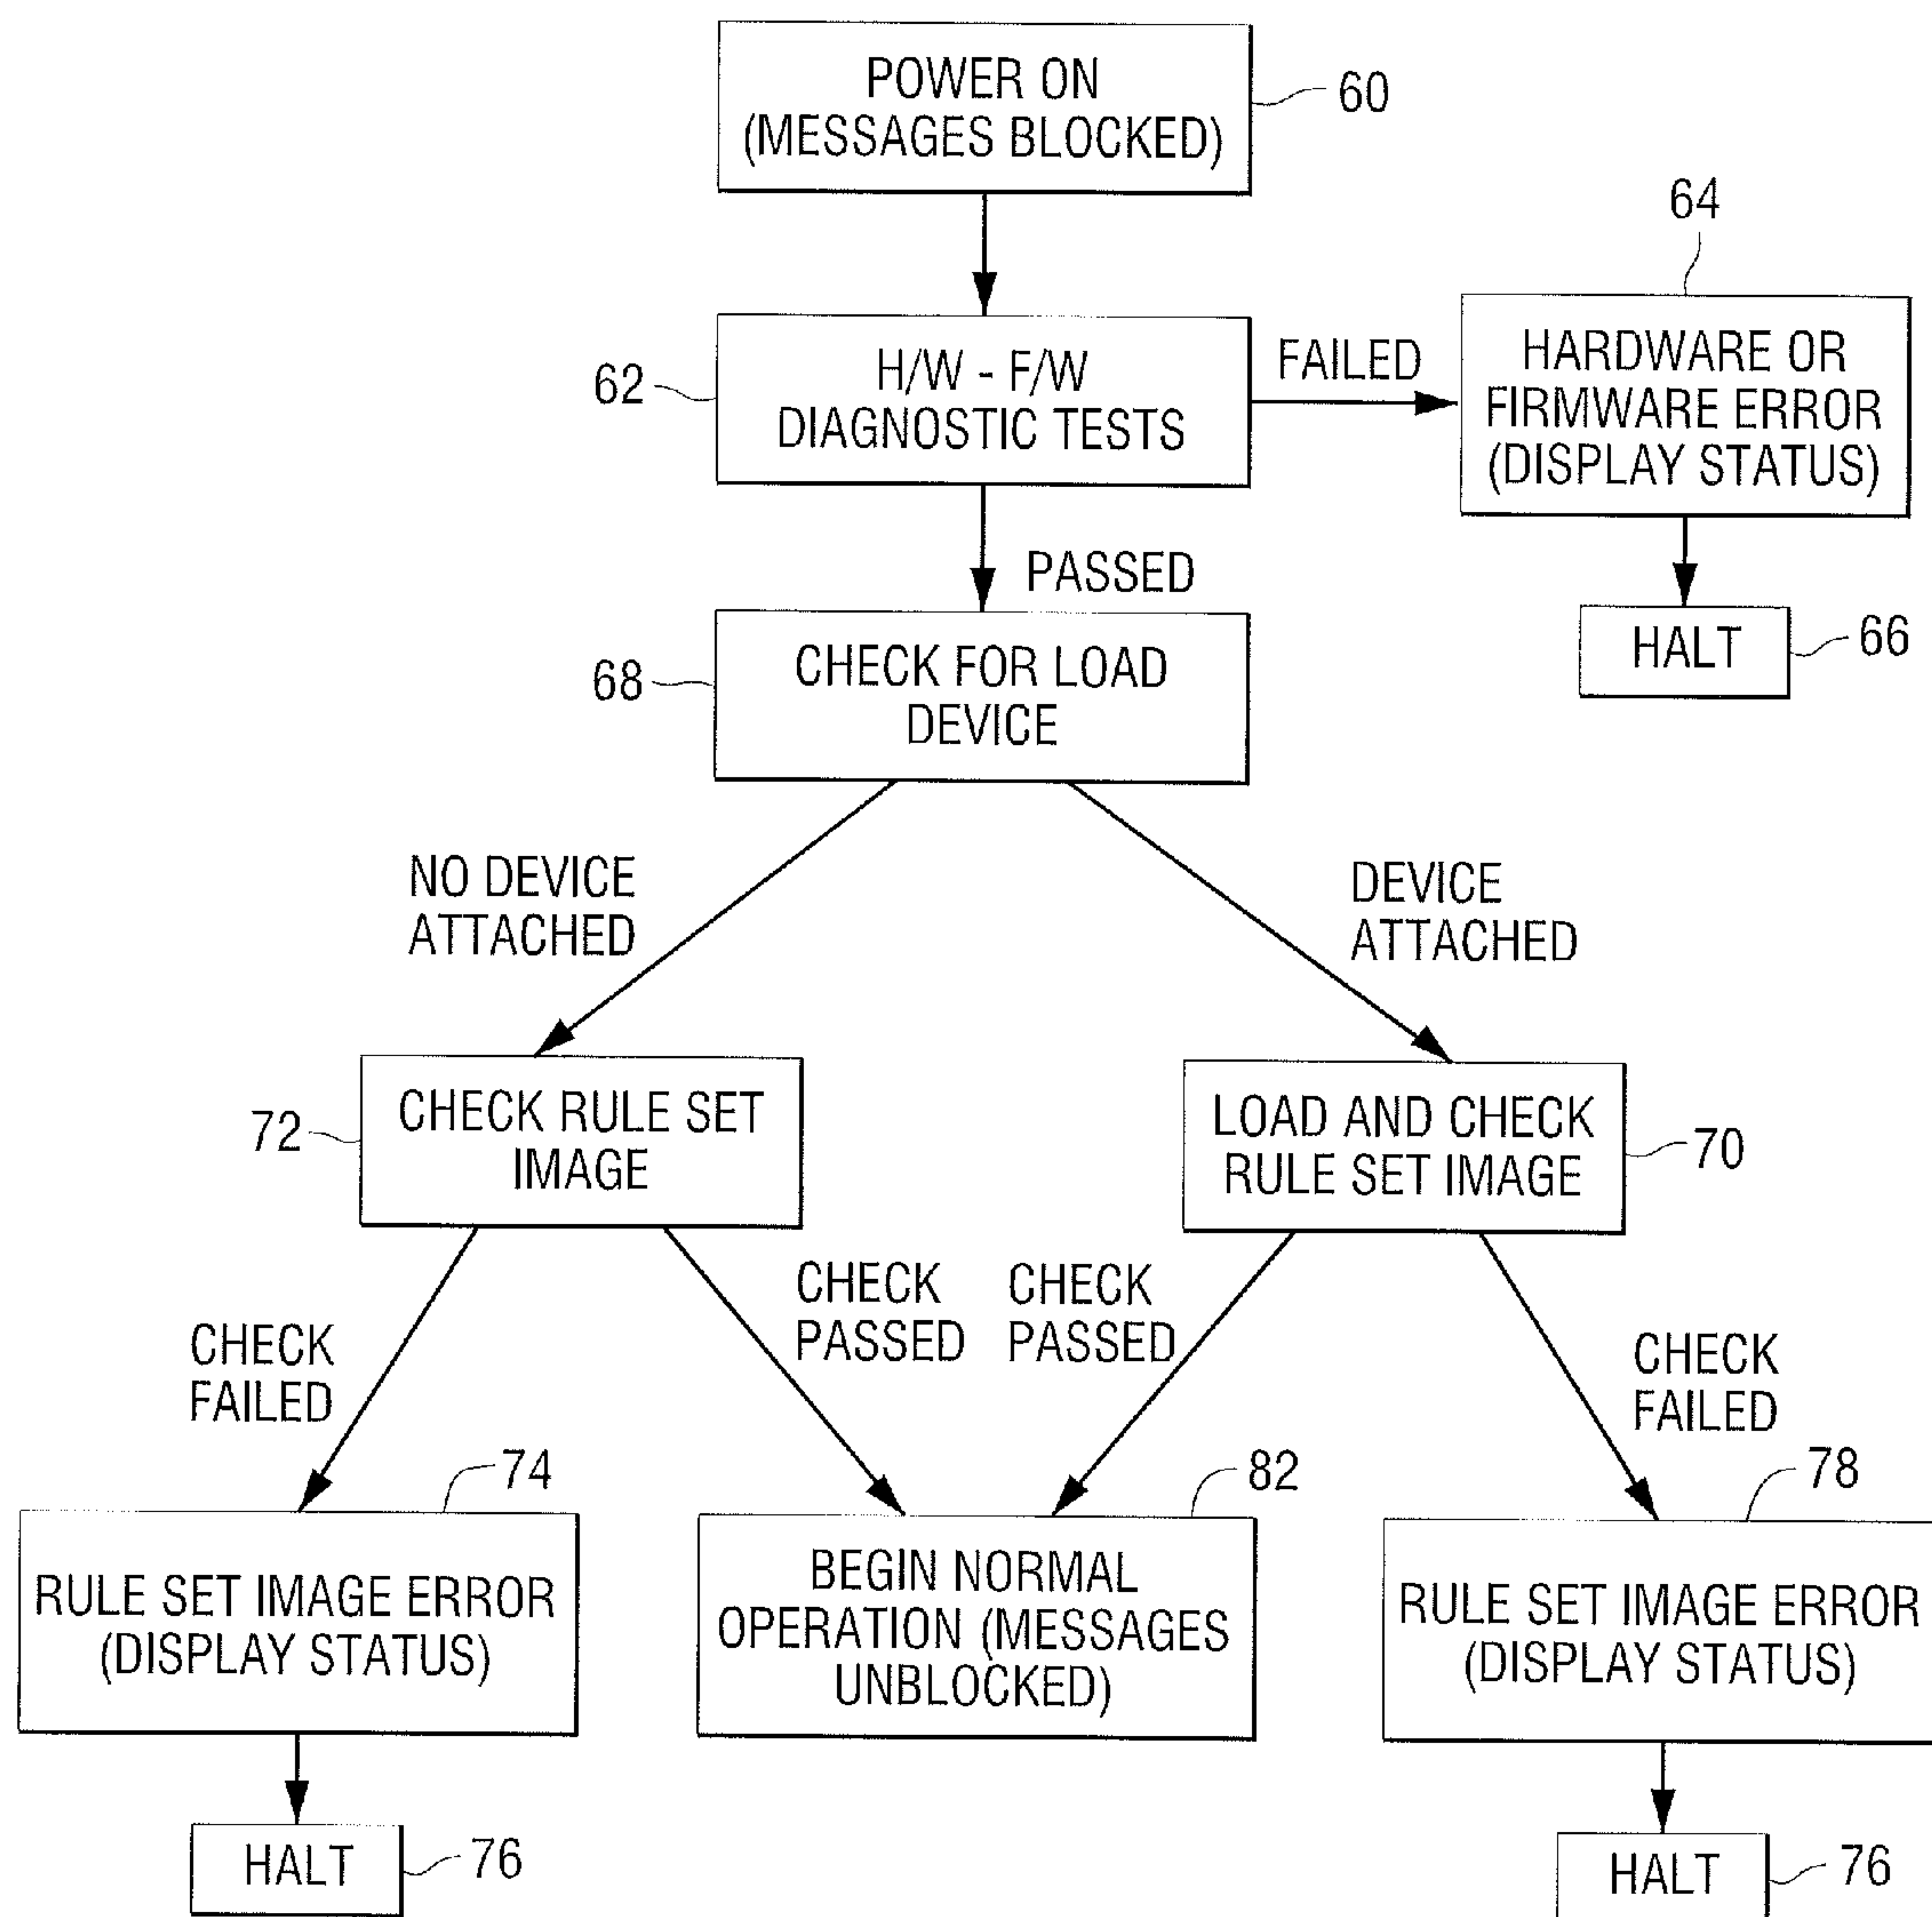 POWER ON
(MESSAGES BLOCKED)
60
64
62
H/W - F/W
DIAGNOSTIC TESTS
FAILED
HARDWARE OR
FIRMWARE ERROR
(DISPLAY STATUS)
PASSED
HALT
66
68
CHECK FOR LOAD
DEVICE
NO DEVICE
ATTACHED
DEVICE
ATTACHED
72
CHECK RULE SET
IMAGE
LOAD AND CHECK
RULE SET IMAGE
70
CHECK
FAILED
CHECK
PASSED
CHECK
PASSED
CHECK
FAILED
74
82
78
RULE SET IMAGE ERROR
(DISPLAY STATUS)
BEGIN NORMAL
OPERATION (MESSAGES
UNBLOCKED)
RULE SET IMAGE ERROR
(DISPLAY STATUS)
HALT
76
HALT
76